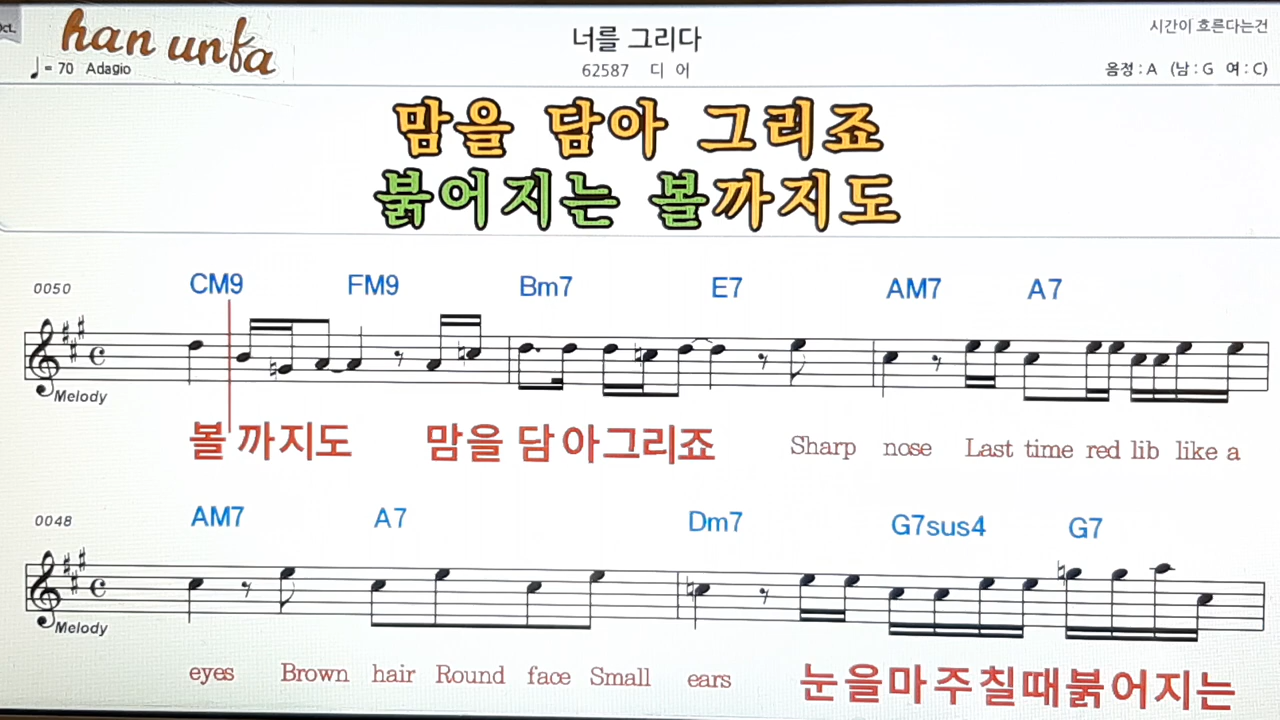 Oct.
han unfa
시간이 흐른다는건
너를 그리다
♩= 70 Adagio
62587 디 어
음정 : A (남 : G 여 : C)
맘을 담아 그리죠
붉어지는 볼까지도
0050
CM9 FM9 Bm7 E7 AM7 A7
Melody
볼 까지도 맘을 담아그리죠 Sharp nose Last time red lib like a
0048
AM7 A7 Dm7 G7sus4 G7
Melody
eyes Brown hair Round face Small ears 눈을마주칠때붉어지는